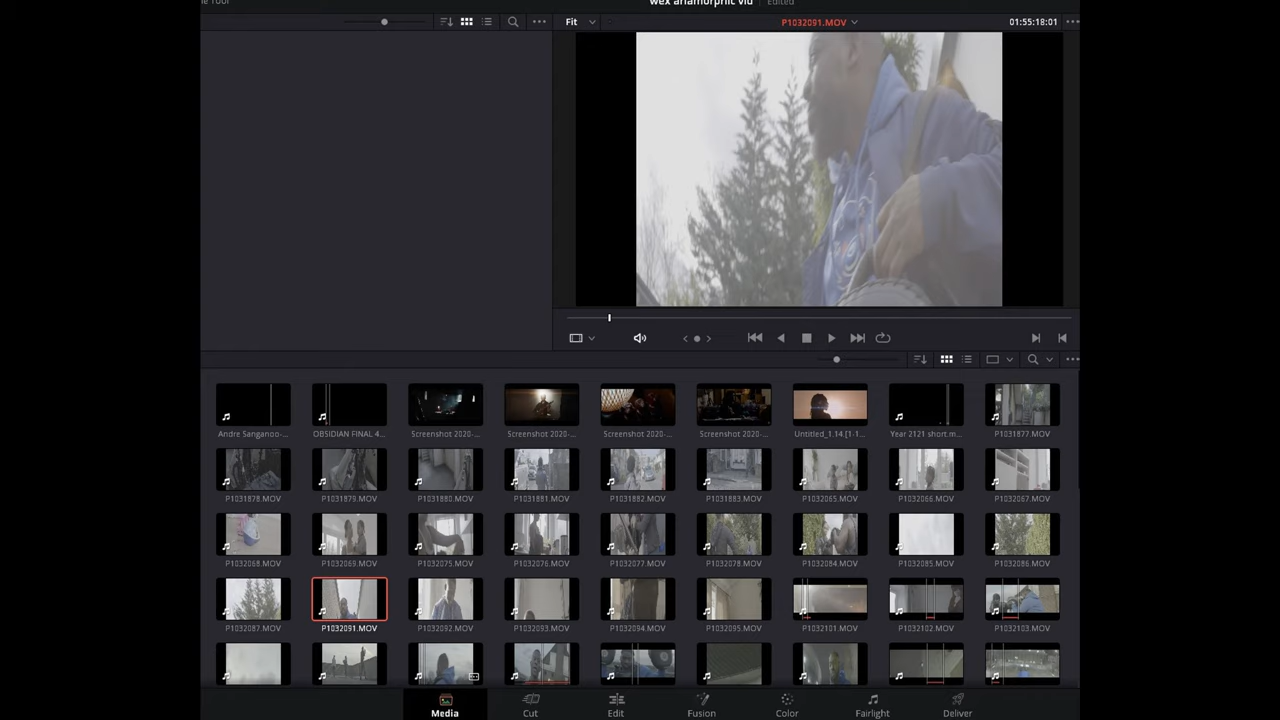 wex anamorphic vid Edited
Fit P1032091.MOV 01:55:18:01
Andre Sanganoo-... OBSIDIAN FINAL 4... Screenshot 2020-... Screenshot 2020-... Screenshot 2020-... Screenshot 2020-... Untitled_1.14.[1-1... Year 2121 short.m... P1031877.MOV
P1031878.MOV P1031879.MOV P1031880.MOV P1031881.MOV P1031882.MOV P1031883.MOV P1032065.MOV P1032066.MOV P1032067.MOV
P1032068.MOV P1032069.MOV P1032075.MOV P1032076.MOV P1032077.MOV P1032078.MOV P1032084.MOV P1032085.MOV P1032086.MOV
P1032087.MOV P1032091.MOV P1032092.MOV P1032093.MOV P1032094.MOV P1032095.MOV P1032101.MOV P1032102.MOV P1032103.MOV
Media Cut Edit Fusion Color Fairlight Deliver